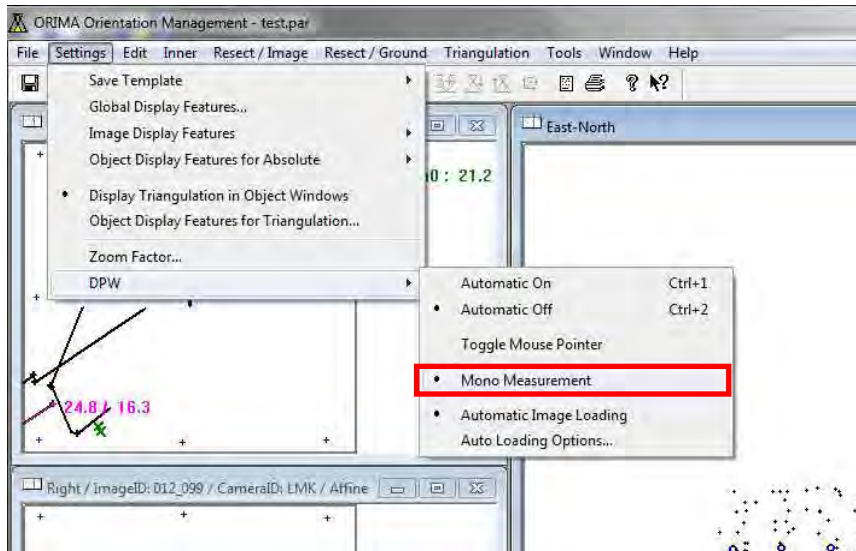 ORIMA Orientation Management - test.par
File Settings Edit Inner Resect / Image Resect / Ground Triangulation Tools Window Help
Save Template
Global Display Features...
Image Display Features
Object Display Features for Absolute
Display Triangulation in Object Windows
Object Display Features for Triangulation...
Zoom Factor...
DPW
Automatic On Ctrl+1
Automatic Off Ctrl+2
Toggle Mouse Pointer
Mono Measurement
Automatic Image Loading
Auto Loading Options...
East-North
: 21.2
24.8 / 16.3
Right / ImageID: 012_099 / CameraID: LMK / Affine